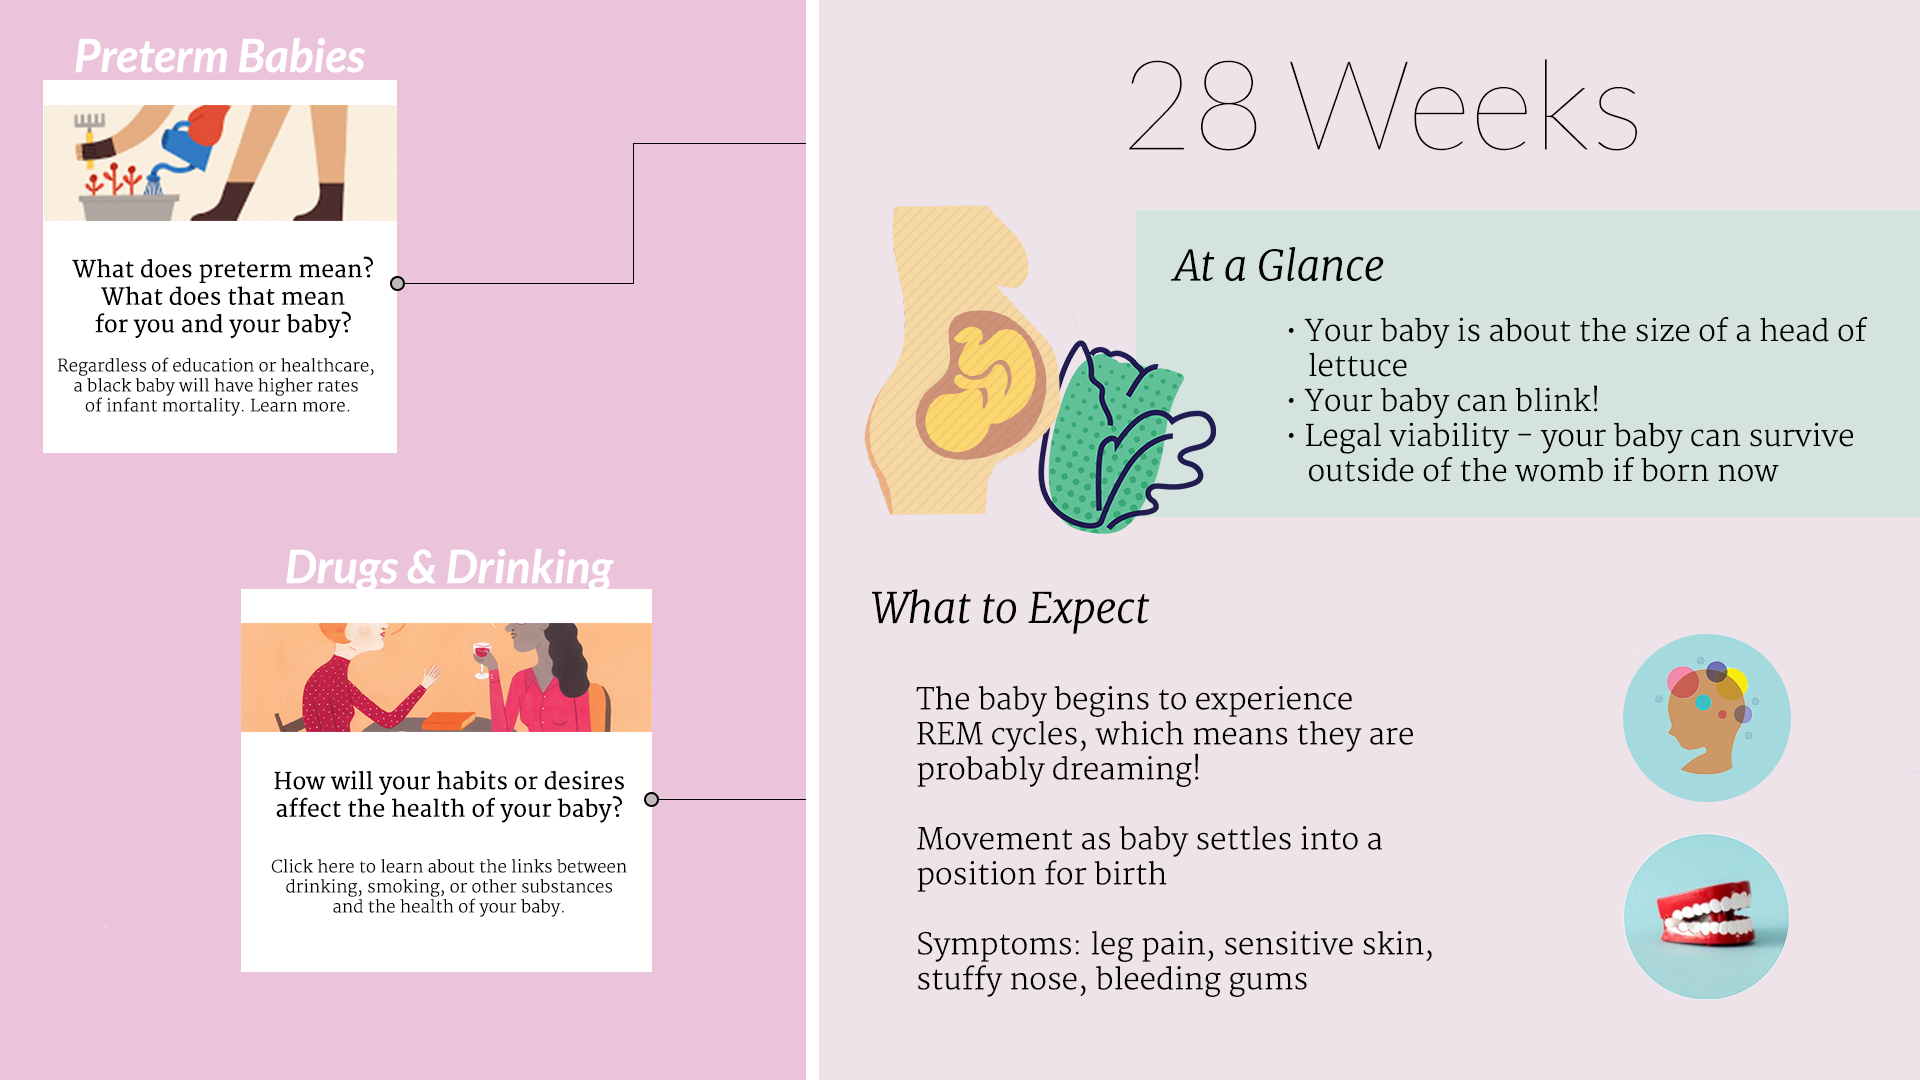 Preterm Babies
What does preterm mean?
What does that mean
for you and your baby?
Regardless of education or healthcare,
a black baby will have higher rates
of infant mortality. Learn more.
Drugs & Drinking
How will your habits or desires
affect the health of your baby?
Click here to learn about the links between
drinking, smoking, or other substances
and the health of your baby.
28 Weeks
At a Glance
• Your baby is about the size of a head of
lettuce
• Your baby can blink!
• Legal viability – your baby can survive
outside of the womb if born now
What to Expect
The baby begins to experience
REM cycles, which means they are
probably dreaming!
Movement as baby settles into a
position for birth
Symptoms: leg pain, sensitive skin,
stuffy nose, bleeding gums